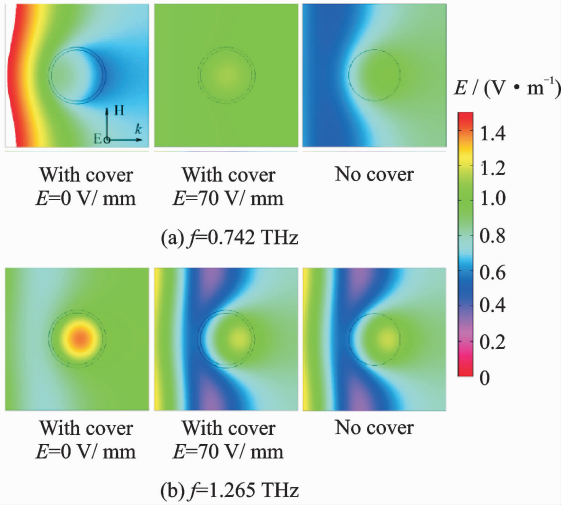 H
E
k
With cover
E=0 V/ mm
With cover
E=70 V/ mm
No cover
(a) f=0.742 THz
With cover
E=0 V/ mm
With cover
E=70 V/ mm
No cover
(b) f=1.265 THz
E / (V • m⁻¹)
1.4
1.2
1.0
0.8
0.6
0.4
0.2
0